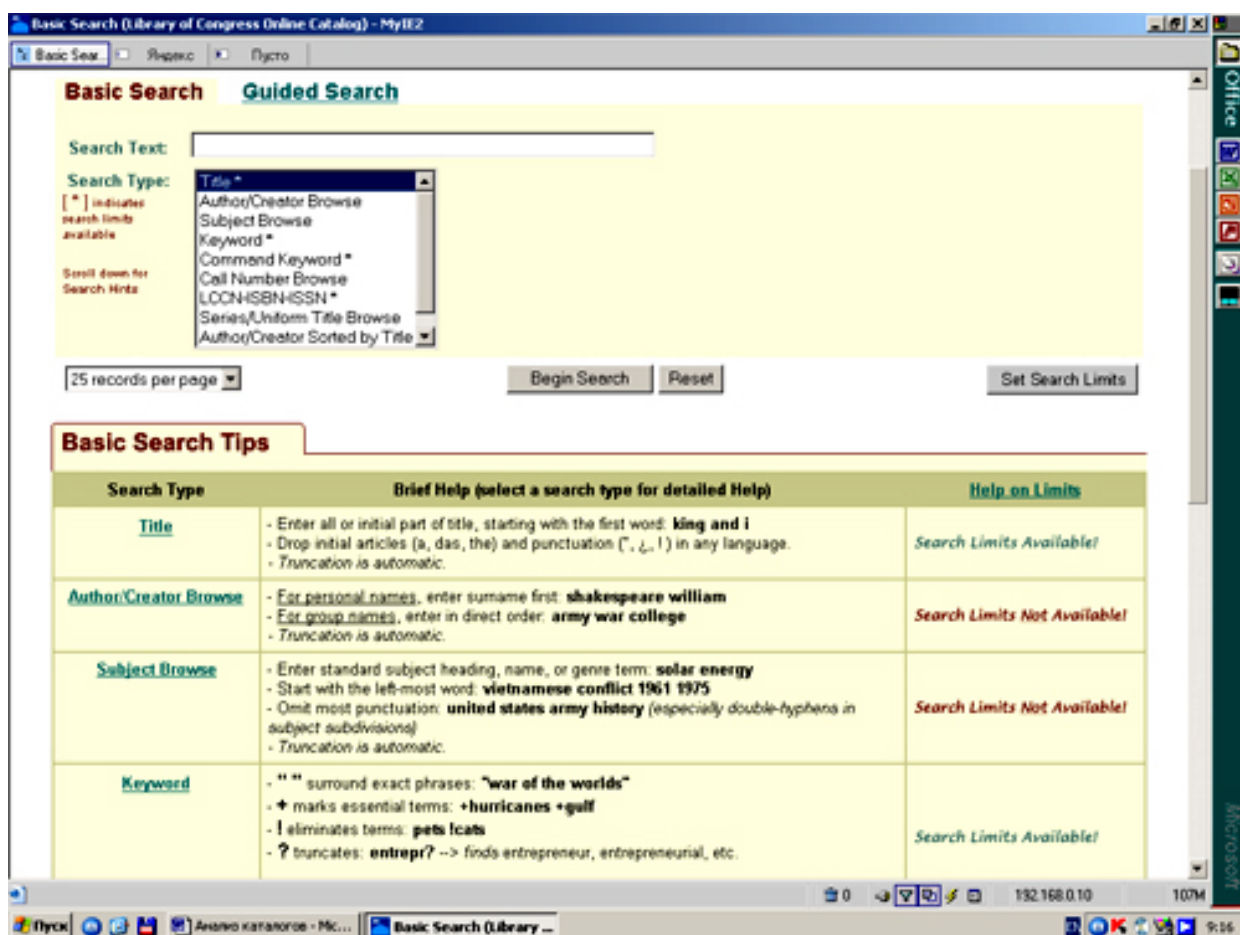 Basic Search (Library of Congress Online Catalog) - MyIE2
Basic Sear... Яндекс Пусто
Basic Search Guided Search
Search Text:
Search Type:
[ * ] indicates
search limits
available
Scroll down for
Search Hints
Title *
Author/Creator Browse
Subject Browse
Keyword *
Command Keyword *
Call Number Browse
LCCN-ISBN-ISSN *
Series/Uniform Title Browse
Author/Creator Sorted by Title
25 records per page Begin Search Reset Set Search Limits
Basic Search Tips
Search Type Brief Help (select a search type for detailed Help) Help on Limits
Title
- Enter all or initial part of title, starting with the first word: king and i
- Drop initial articles (a, das, the) and punctuation (", ¿, ! ) in any language.
- Truncation is automatic.
Search Limits Available!
Author/Creator Browse
- For personal names, enter surname first: shakespeare william
- For group names, enter in direct order: army war college
- Truncation is automatic.
Search Limits Not Available!
Subject Browse
- Enter standard subject heading, name, or genre term: solar energy
- Start with the left-most word: vietnamese conflict 1961 1975
- Omit most punctuation: united states army history (especially double-hyphens in
subject subdivisions)
- Truncation is automatic.
Search Limits Not Available!
Keyword
- " " surround exact phrases: "war of the worlds"
- + marks essential terms: +hurricanes +gulf
- ! eliminates terms: pets !cats
- ? truncates: entrepr? --> finds entrepreneur, entrepreneurial, etc.
Search Limits Available!
Office
Microsoft
0 192.168.0.10 107M
Пуск Анализ каталогов - Mic... Basic Search (Library ... 9:16